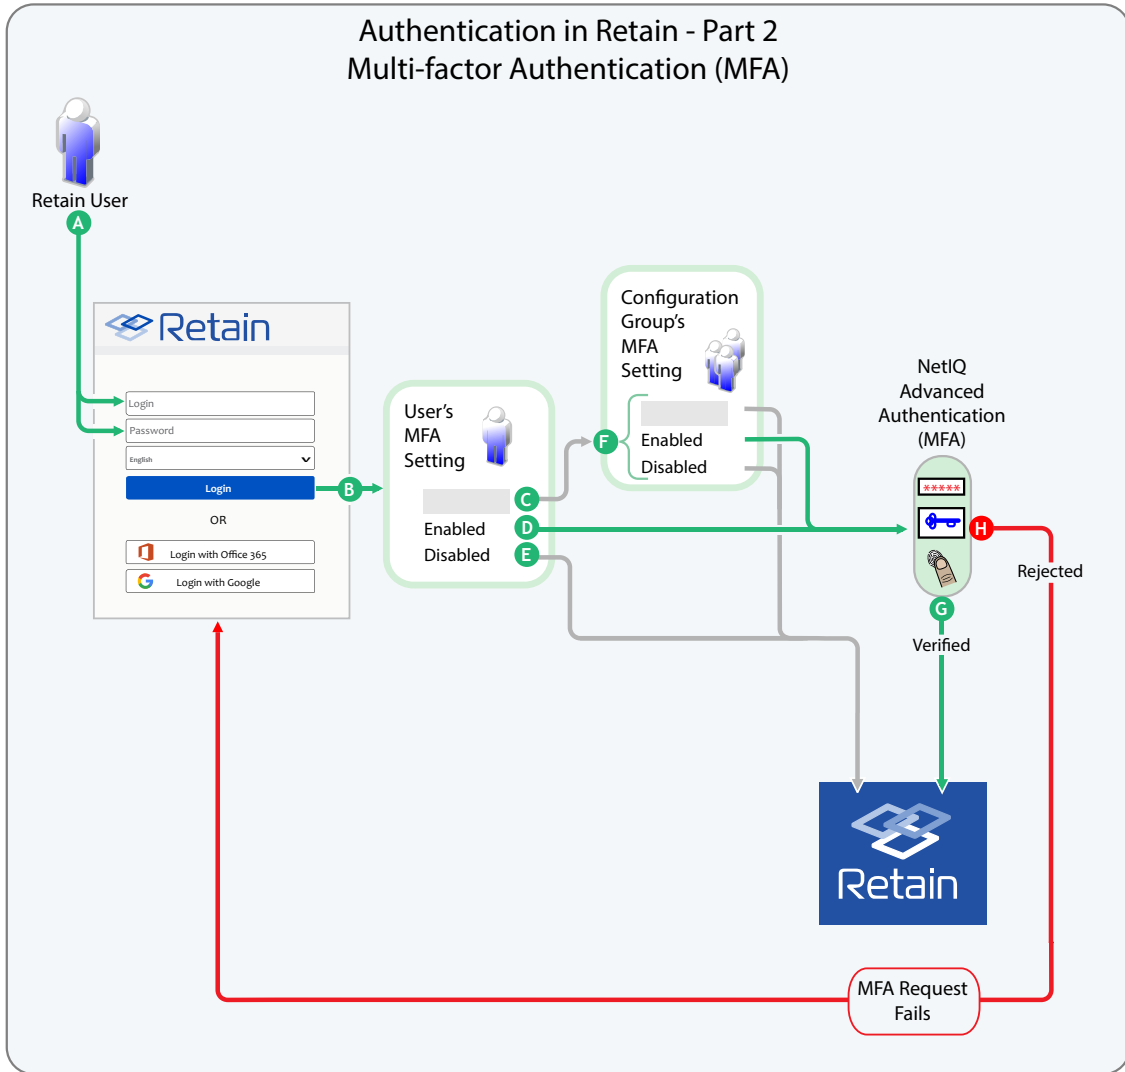 Authentication in Retain - Part 2
Multi-factor Authentication (MFA)
Retain User
A
Retain
Login
Password
English
Login
B
OR
Login with Office 365
Login with Google
User's
MFA
Setting
C
Enabled
D
Disabled
E
Configuration
Group's
MFA
Setting
F
Enabled
Disabled
NetIQ
Advanced
Authentication
(MFA)
*****
H
Rejected
G
Verified
Retain
MFA Request
Fails